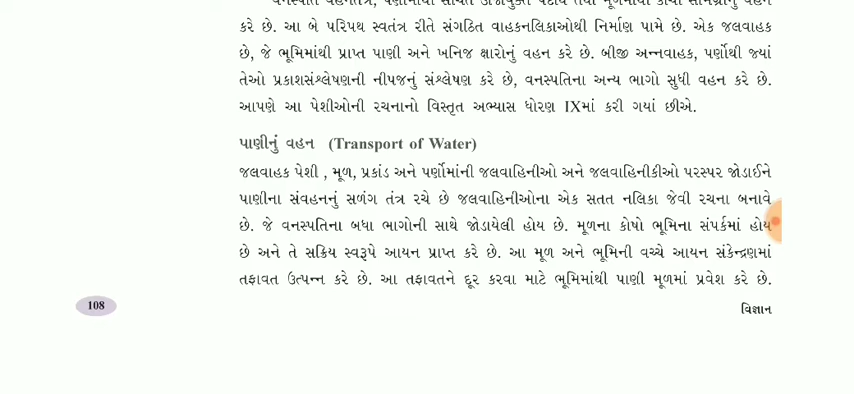 કરે છે. આ બે પરિપથ સ્વતંત્ર રીતે સંગઠિત વાહકનલિકાઓથી નિર્માણ પામે છે. એક જલવાહક
છે, જે ભૂમિમાંથી પ્રાપ્ત પાણી અને ખનિજ ક્ષારોનું વહન કરે છે. બીજી અન્નવાહક, પર્ણોથી જ્યાં
તેઓ પ્રકાશસંશ્લેષણની નીપજનું સંશ્લેષણ કરે છે, વનસ્પતિના અન્ય ભાગો સુધી વહન કરે છે.
આપણે આ પેશીઓની રચનાનો વિસ્તૃત અભ્યાસ ધોરણ IXમાં કરી ગયાં છીએ.
પાણીનું વહન (Transport of Water)
જલવાહક પેશી , મૂળ, પ્રકાંડ અને પર્ણોમાંની જલવાહિનીઓ અને જલવાહિનીકીઓ પરસ્પર જોડાઈને
પાણીના સંવહનનું સળંગ તંત્ર રચે છે જલવાહિનીઓના એક સતત નલિકા જેવી રચના બનાવે
છે. જે વનસ્પતિના બધા ભાગોની સાથે જોડાયેલી હોય છે. મૂળના કોષો ભૂમિના સંપર્કમાં હોય
છે અને તે સક્રિય સ્વરૂપે આયન પ્રાપ્ત કરે છે. આ મૂળ અને ભૂમિની વચ્ચે આયન સંકેન્દ્રણમાં
તફાવત ઉત્પન્ન કરે છે. આ તફાવતને દૂર કરવા માટે ભૂમિમાંથી પાણી મૂળમાં પ્રવેશ કરે છે.
108
વિજ્ઞાન